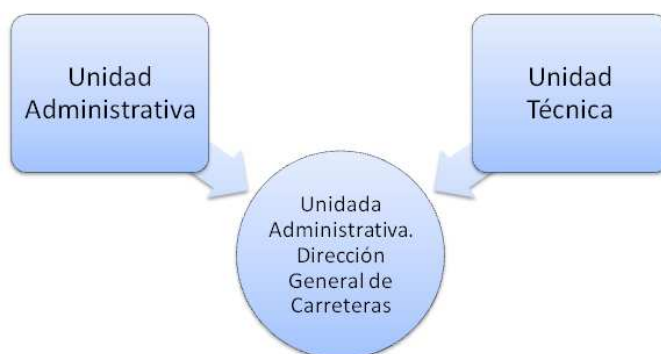 Unidad
Administrativa
Unidad
Técnica
Unidada
Administrativa.
Dirección
General de
Carreteras